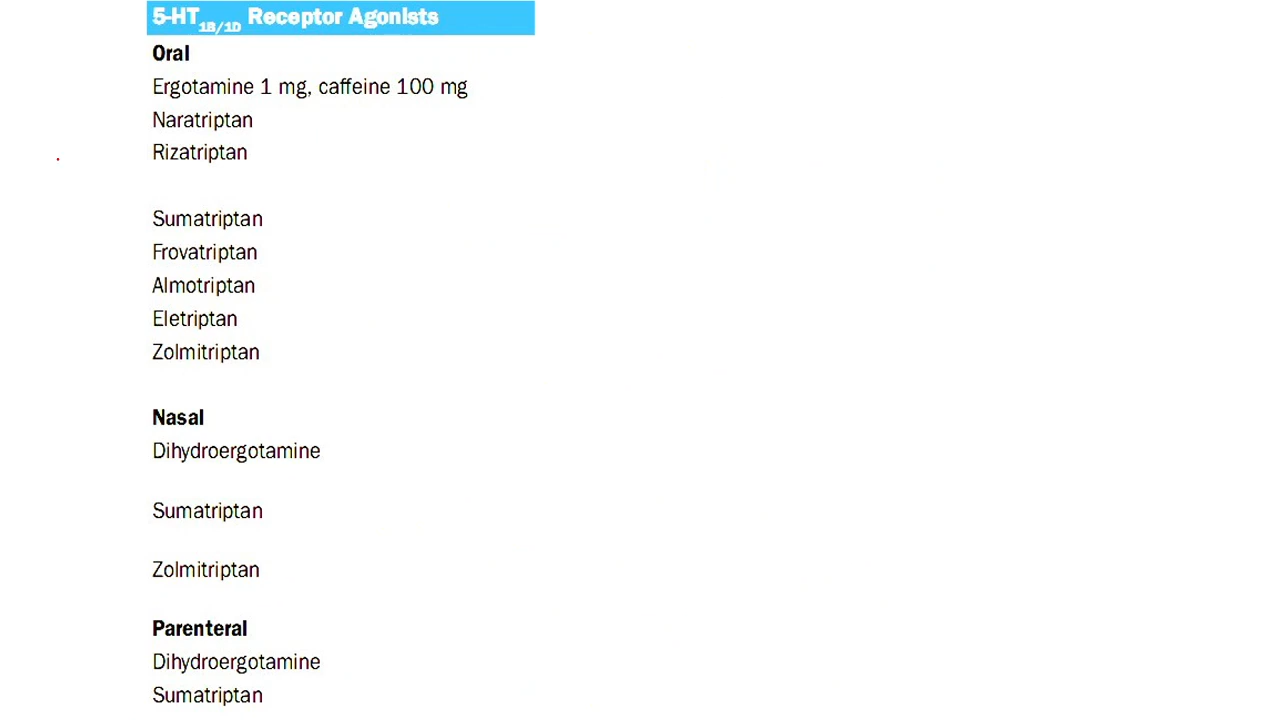 5-HT1B/1D Receptor Agonists
Oral
Ergotamine 1 mg, caffeine 100 mg
Naratriptan
Rizatriptan
Sumatriptan
Frovatriptan
Almotriptan
Eletriptan
Zolmitriptan
Nasal
Dihydroergotamine
Sumatriptan
Zolmitriptan
Parenteral
Dihydroergotamine
Sumatriptan